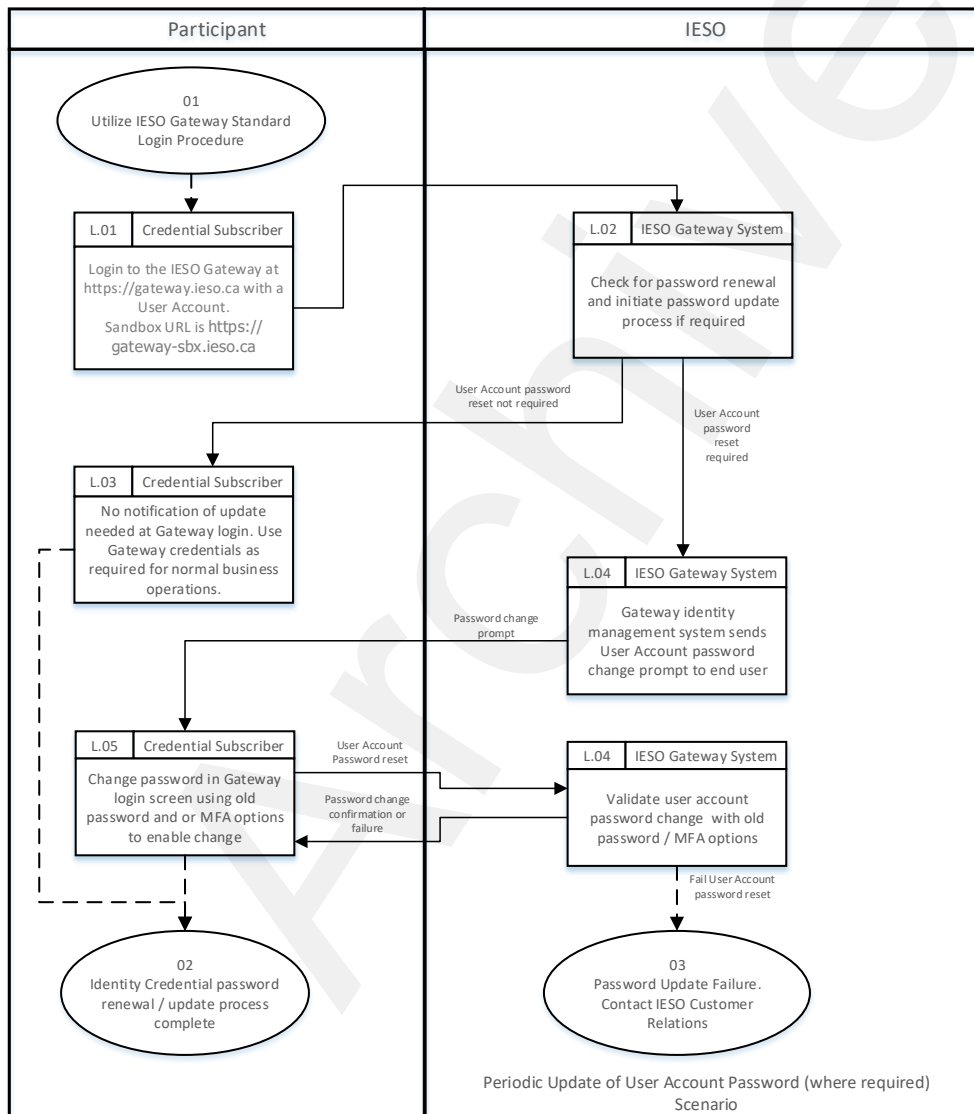 Participant
IESO
01
Utilize IESO Gateway Standard
Login Procedure
L.01
Credential Subscriber
Login to the IESO Gateway at
https://gateway.ieso.ca with a
User Account.
Sandbox URL is https://
gateway-sbx.ieso.ca
L.02
IESO Gateway System
Check for password renewal
and initiate password update
process if required
User Account password
reset not required
User Account
password
reset
required
L.03
Credential Subscriber
No notification of update
needed at Gateway login. Use
Gateway credentials as
required for normal business
operations.
L.04
IESO Gateway System
Gateway identity
management system sends
User Account password
change prompt to end user
Password change
prompt
L.05
Credential Subscriber
Change password in Gateway
login screen using old
password and or MFA options
to enable change
User Account
Password reset
Password change
confirmation or
failure
L.04
IESO Gateway System
Validate user account
password change with old
password / MFA options
Fail User Account
password reset
02
Identity Credential password
renewal / update process
complete
03
Password Update Failure.
Contact IESO Customer
Relations
Periodic Update of User Account Password (where required)
Scenario
Archive